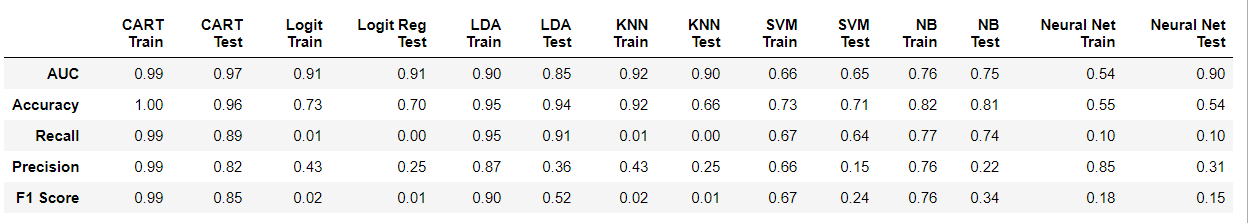 CART Train CART Test Logit Train Logit Reg Test LDA Train LDA Test KNN Train KNN Test SVM Train SVM Test NB Train NB Test Neural Net Train Neural Net Test
AUC 0.99 0.97 0.91 0.91 0.90 0.85 0.92 0.90 0.66 0.65 0.76 0.75 0.54 0.90
Accuracy 1.00 0.96 0.73 0.70 0.95 0.94 0.92 0.66 0.73 0.71 0.82 0.81 0.55 0.54
Recall 0.99 0.89 0.01 0.00 0.95 0.91 0.01 0.00 0.67 0.64 0.77 0.74 0.10 0.10
Precision 0.99 0.82 0.43 0.25 0.87 0.36 0.43 0.25 0.66 0.15 0.76 0.22 0.85 0.31
F1 Score 0.99 0.85 0.02 0.01 0.90 0.52 0.02 0.01 0.67 0.24 0.76 0.34 0.18 0.15